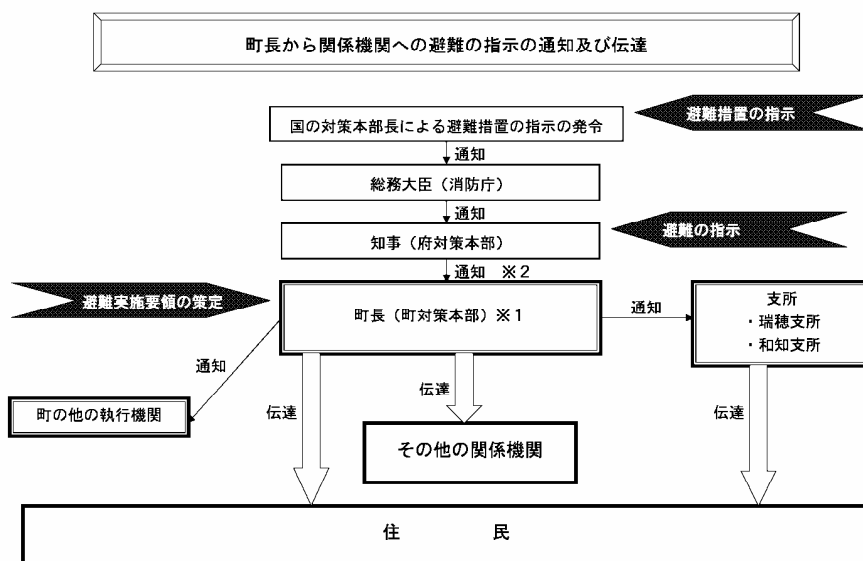 町長から関係機関への避難の指示の通知及び伝達
国の対策本部長による避難措置の指示の発令
避難措置の指示
通知
総務大臣（消防庁）
通知
知事（府対策本部）
避難の指示
通知　※２
避難実施要領の策定
町長（町対策本部）※１
通知
支所
・瑞穂支所
・和知支所
通知
町の他の執行機関
伝達
伝達
伝達
その他の関係機関
住　　　民